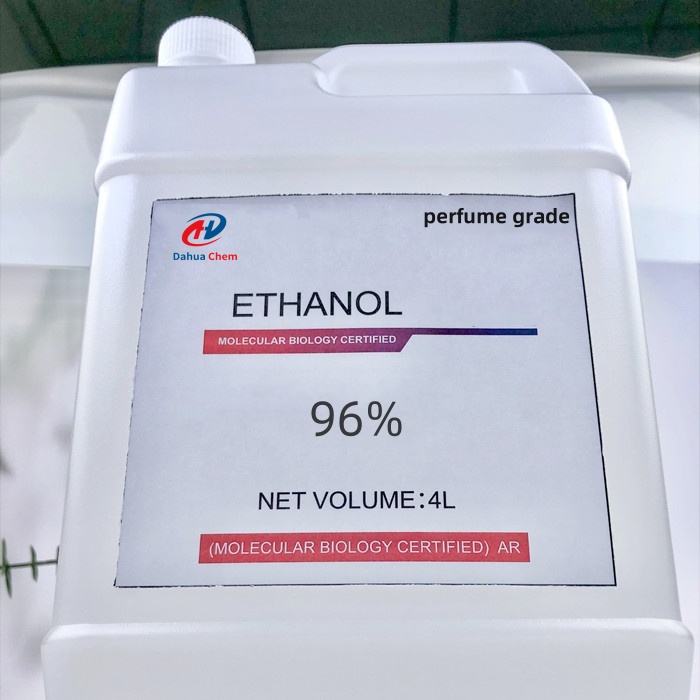 perfume grade
Dahua Chem
ETHANOL
MOLECULAR BIOLOGY CERTIFIED
96%
NET VOLUME:4L
(MOLECULAR BIOLOGY CERTIFIED) AR